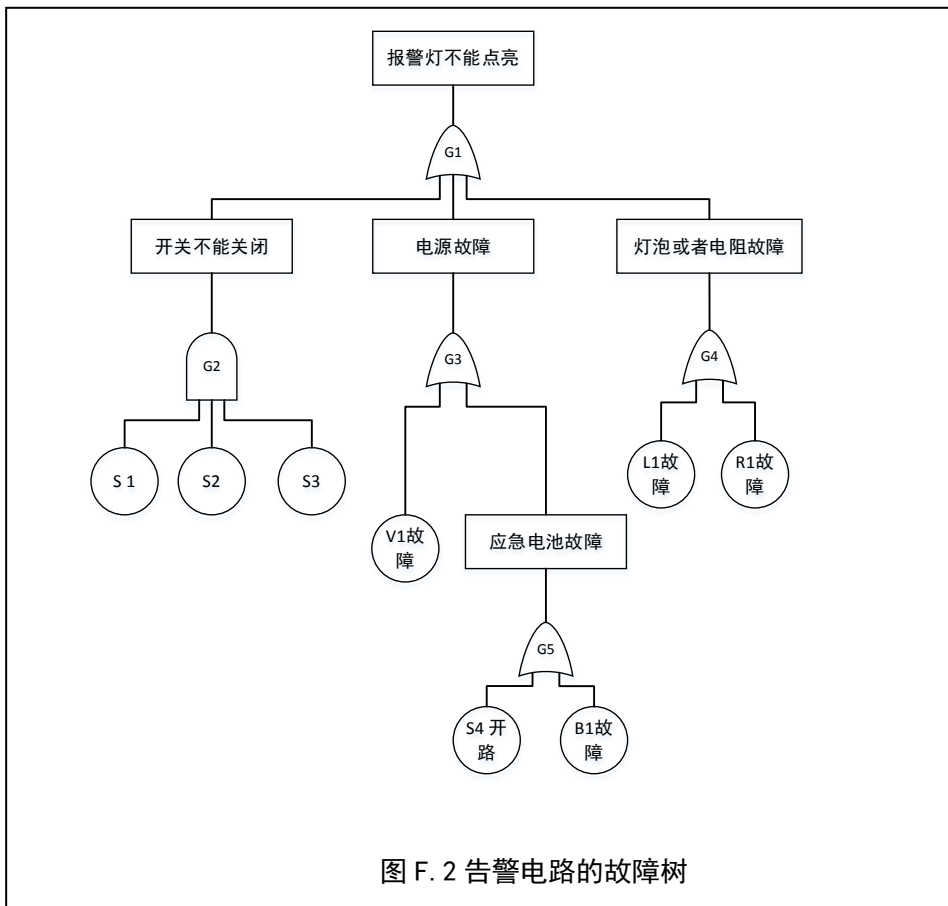 报警灯不能点亮
G1
开关不能关闭
电源故障
灯泡或者电阻故障
G2
G3
G4
S 1
S2
S3
L1故
障
R1故
障
V1故
障
应急电池故障
G5
S4 开
路
B1故
障
图 F. 2 告警电路的故障树